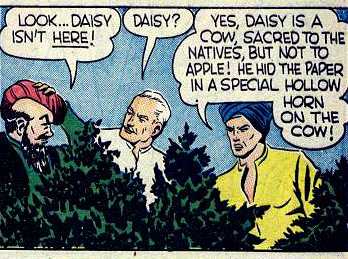 LOOK...DAISY
ISN'T HERE!
DAISY?
YES, DAISY IS A
COW, SACRED TO THE
NATIVES, BUT NOT TO
APPLE! HE HID THE PAPER
IN A SPECIAL HOLLOW
HORN
ON THE
COW!